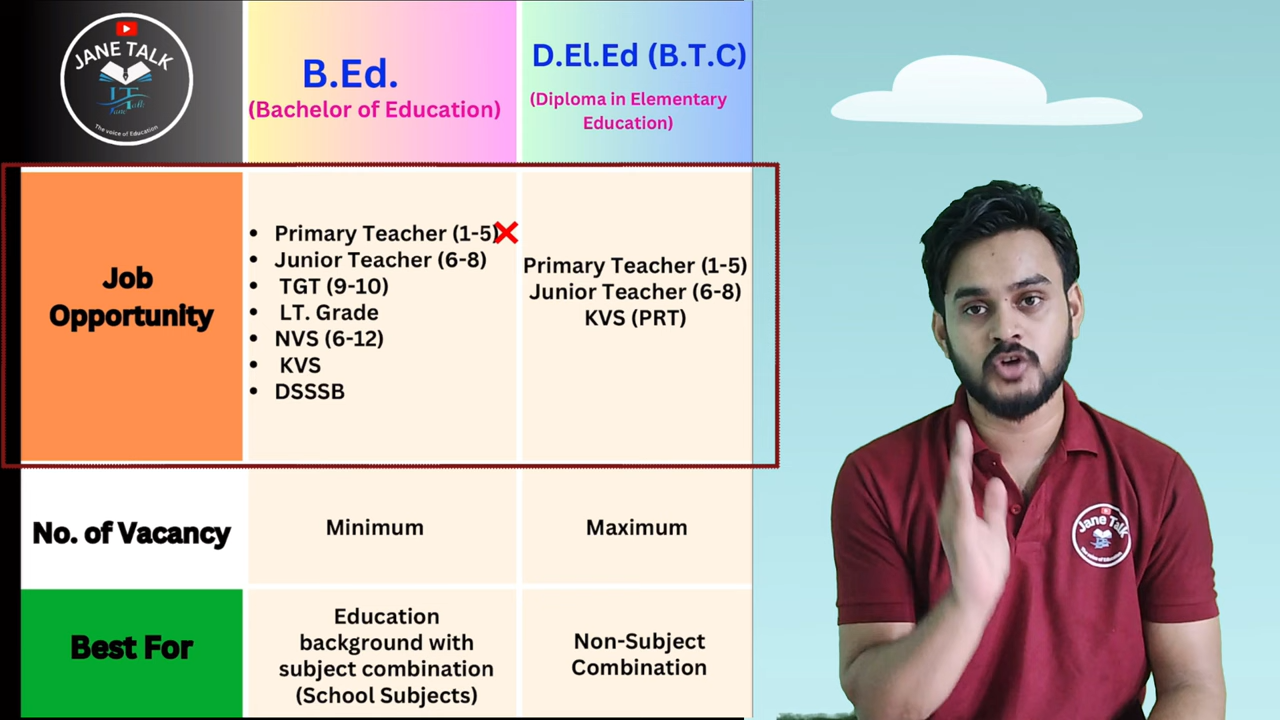 JANE TALK
The voice of Education
B.Ed.
(Bachelor of Education)
D.El.Ed (B.T.C)
(Diploma in Elementary
Education)
Job
Opportunity
• Primary Teacher (1-5)
• Junior Teacher (6-8)
• TGT (9-10)
• LT. Grade
• NVS (6-12)
• KVS
• DSSSB
Primary Teacher (1-5)
Junior Teacher (6-8)
KVS (PRT)
No. of Vacancy
Minimum
Maximum
Best For
Education
background with
subject combination
(School Subjects)
Non-Subject
Combination
Jane Talk